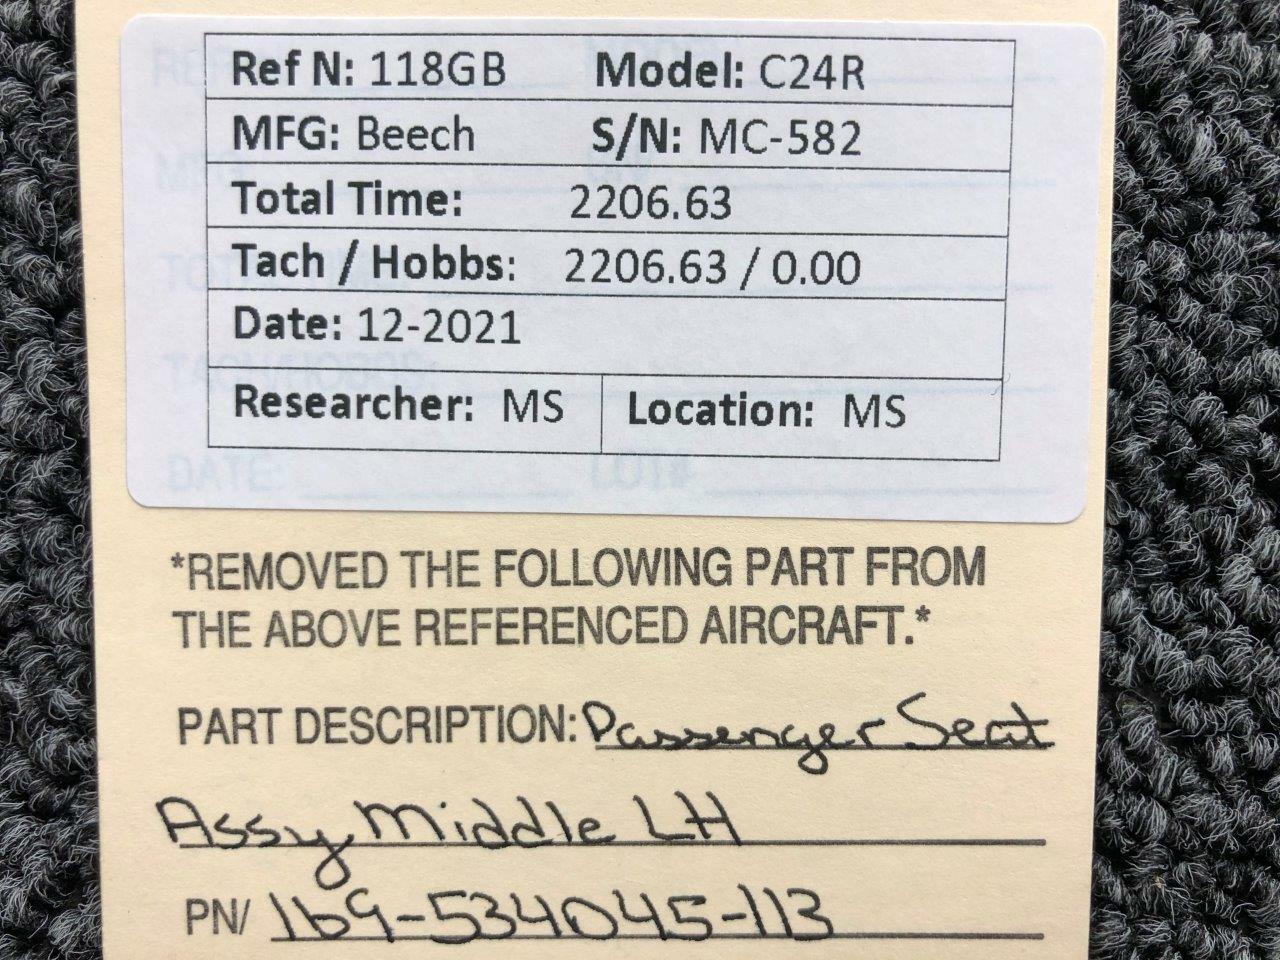 Ref N: 118GB Model: C24R
MFG: Beech S/N: MC-582
Total Time: 2206.63
Tach / Hobbs: 2206.63 / 0.00
Date: 12-2021
Researcher: MS Location: MS
DATE: LOT#
*REMOVED THE FOLLOWING PART FROM
THE ABOVE REFERENCED AIRCRAFT.*
PART DESCRIPTION: Passenger Seat
Assy Middle LH
PN/ 169-534045-113